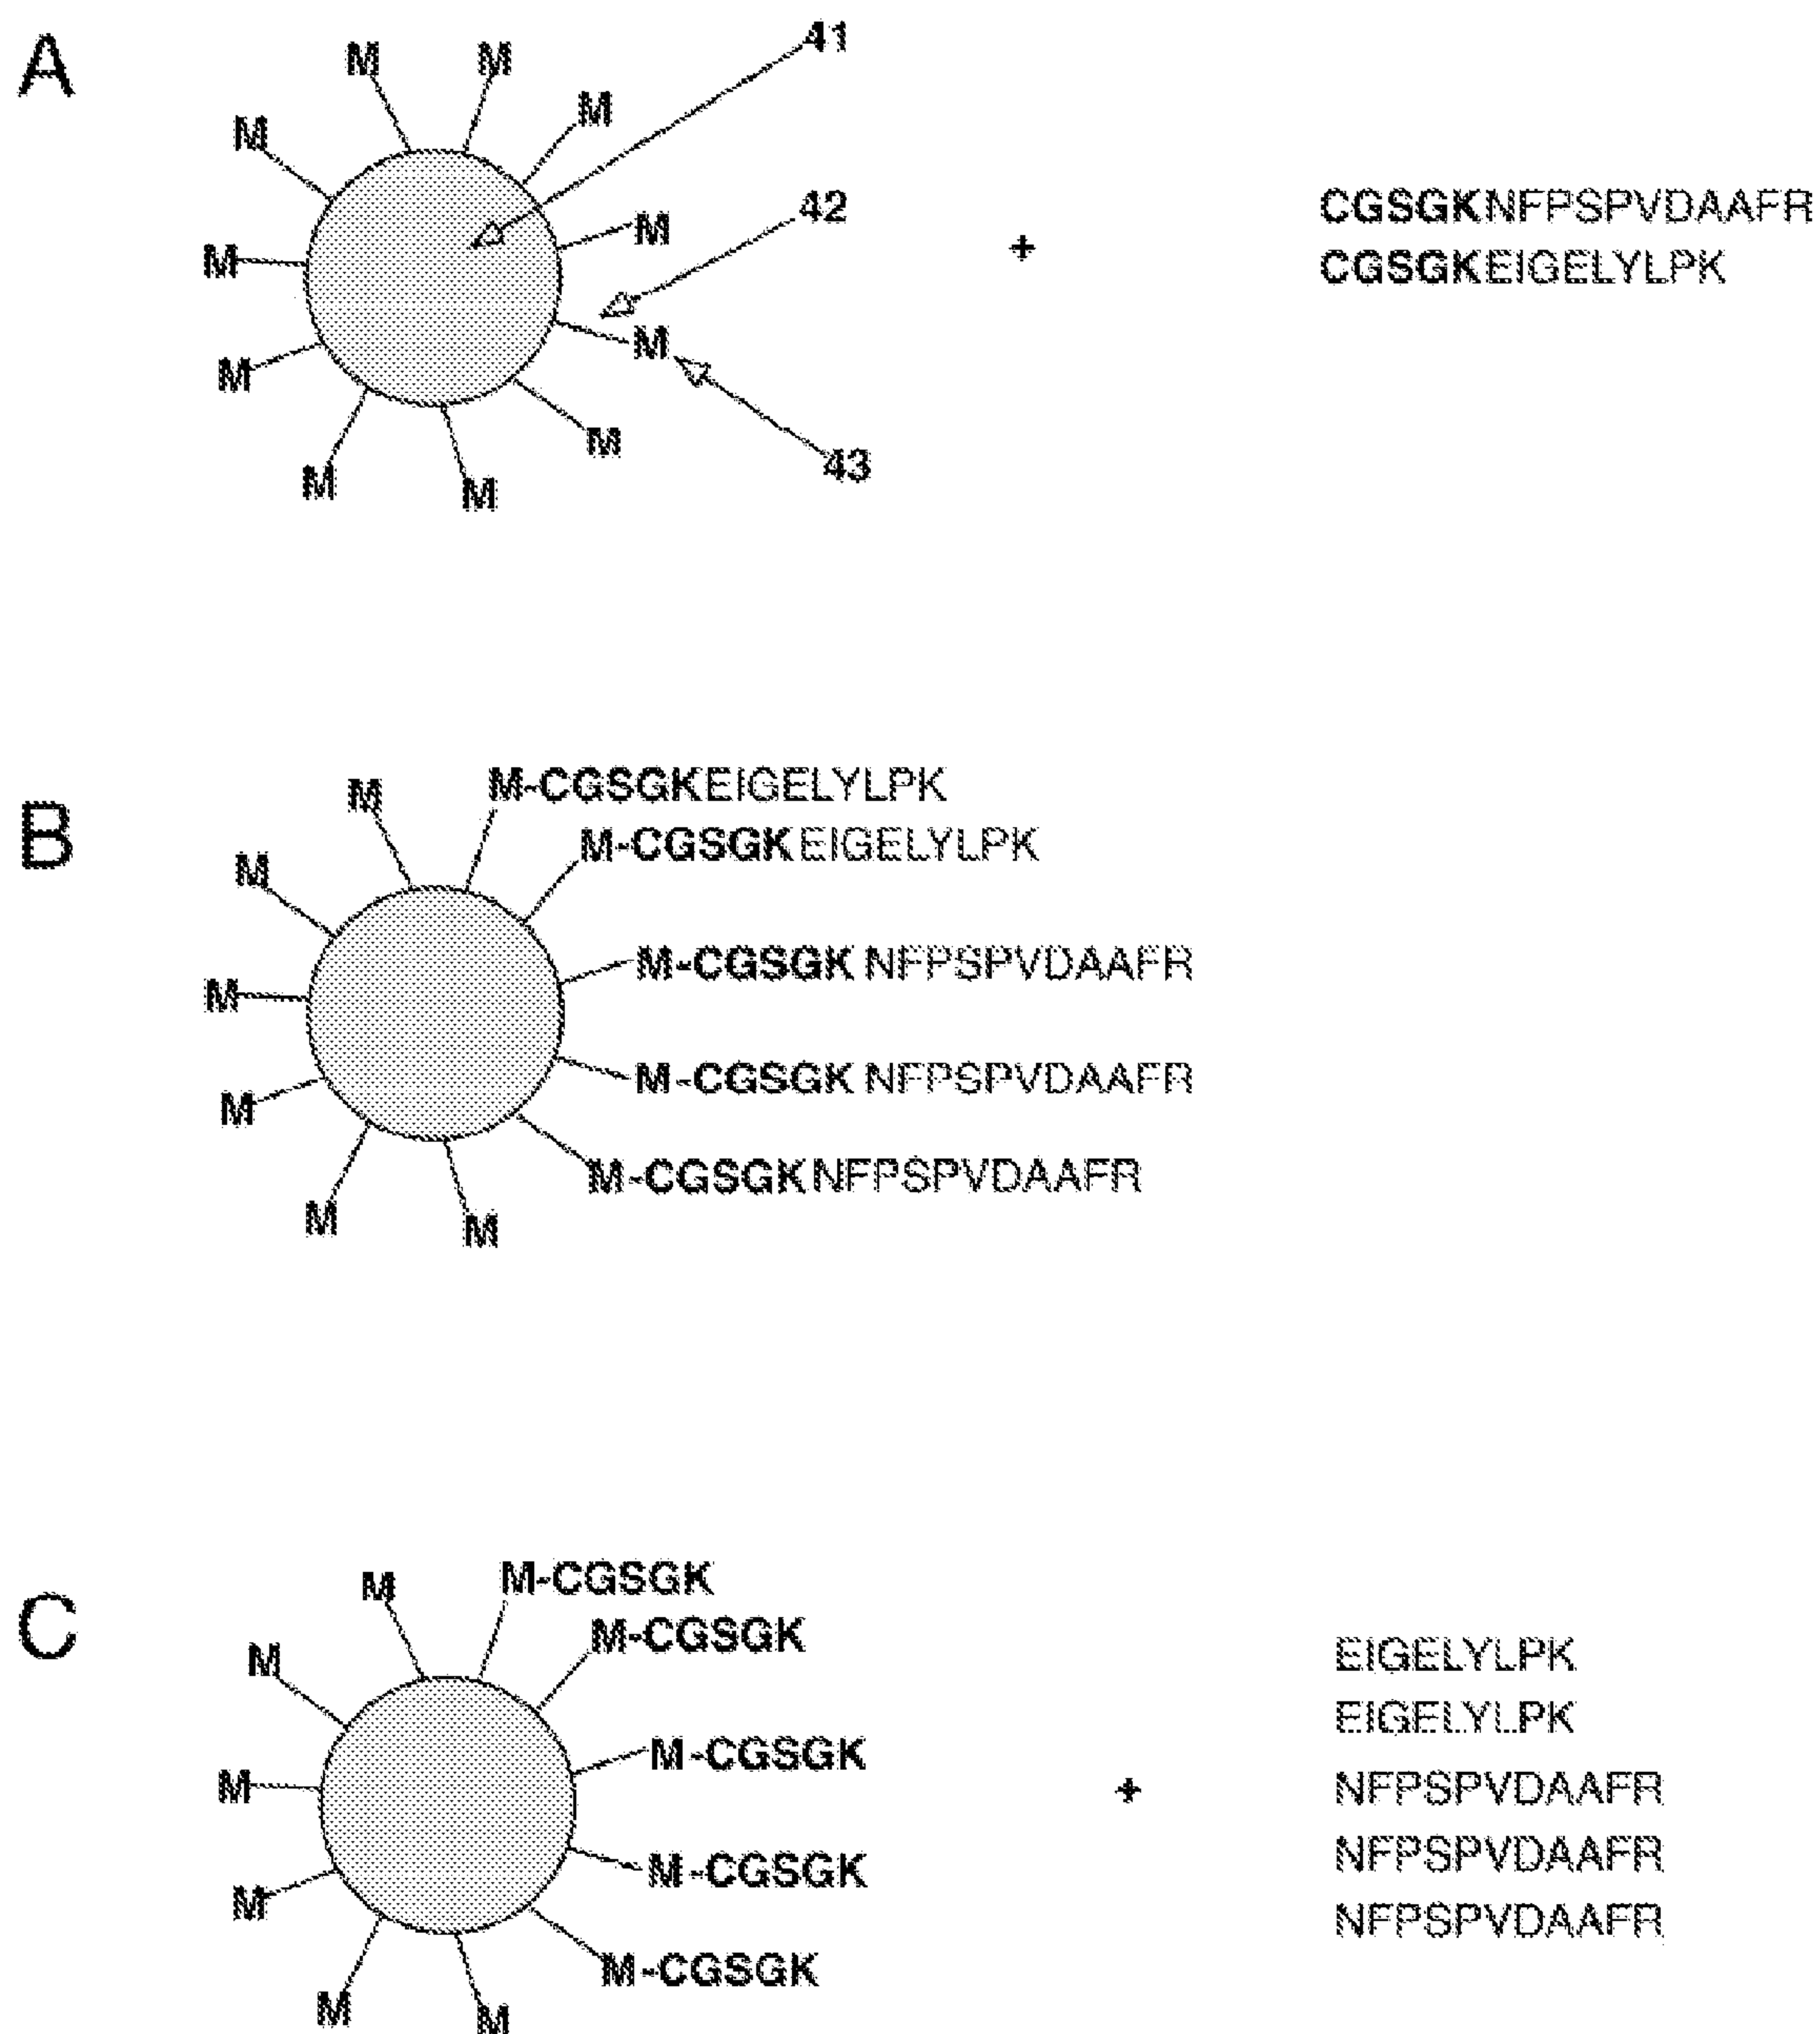 A
M
M
41
M
M
42
M
M
43
M
M
M
M
M
+
CGSGKNFPSPVDAAFR
CGSGKEIGELYLPK
B
M
M-CGSGKEIGELYLPK
M-CGSGKEIGELYLPK
M
M-CGSGK NFPSPVDAAFR
M
M-CGSGK NFPSPVDAAFR
M
M-CGSGKNFPSPVDAAFR
M
M
C
M
M-CGSGK
M-CGSGK
M
M-CGSGK
M
M-CGSGK
M
M-CGSGK
M
M
+
EIGELYLPK
EIGELYLPK
NFPSPVDAAFR
NFPSPVDAAFR
NFPSPVDAAFR